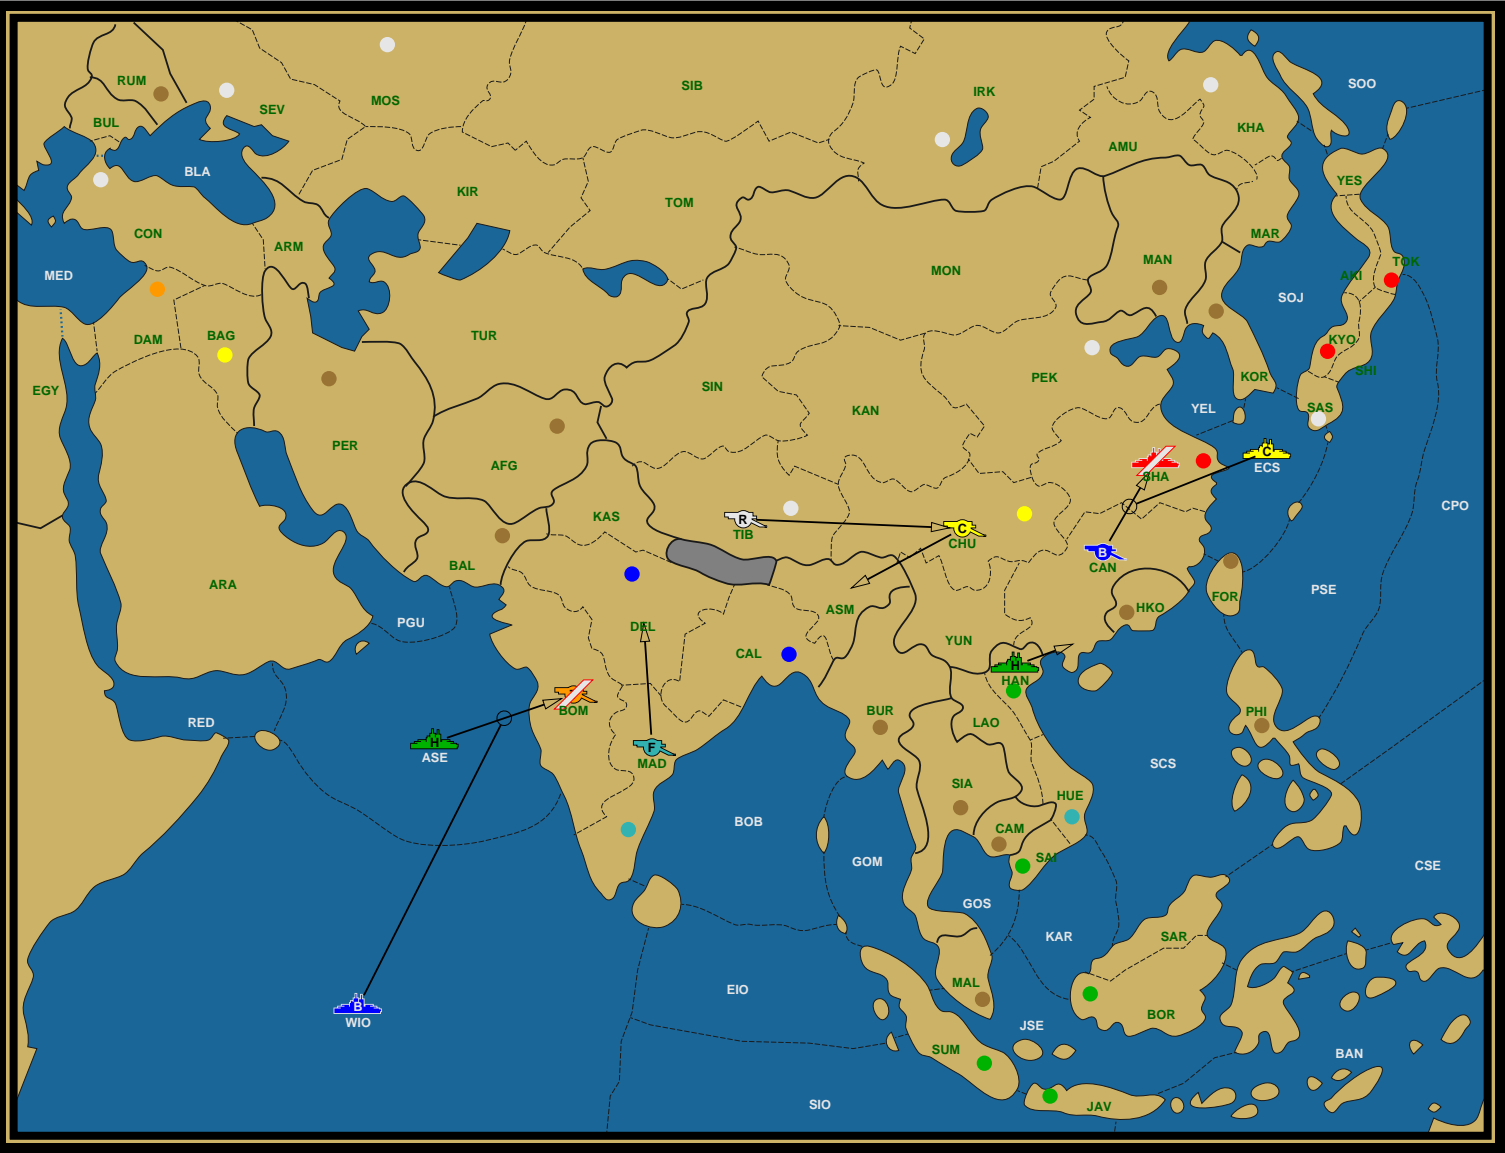 RUM
SIB
SOO
IRK
MOS
SEV
BUL
KHA
AMU
BLA
YES
KIR
TOM
CON
MAR
ARM
MAN
TOK
MON
MED
AKI
SOJ
DAM
BAG
TUR
KYO
SHI
PEK
KOR
SIN
EGY
SAS
YEL
KAN
PER
C
ECS
AFG
BHA
CPO
KAS
R
TIB
C
CHU
B
CAN
BAL
ARA
PSE
FOR
HKO
ASM
PGU
DEL
YUN
CAL
H
HAN
BOM
BUR
PHI
RED
LAO
H
ASE
F
MAD
SCS
SIA
HUE
BOB
CAM
SAI
GOM
CSE
GOS
KAR
SAR
MAL
EIO
B
WIO
BOR
JSE
SUM
BAN
SIO
JAV